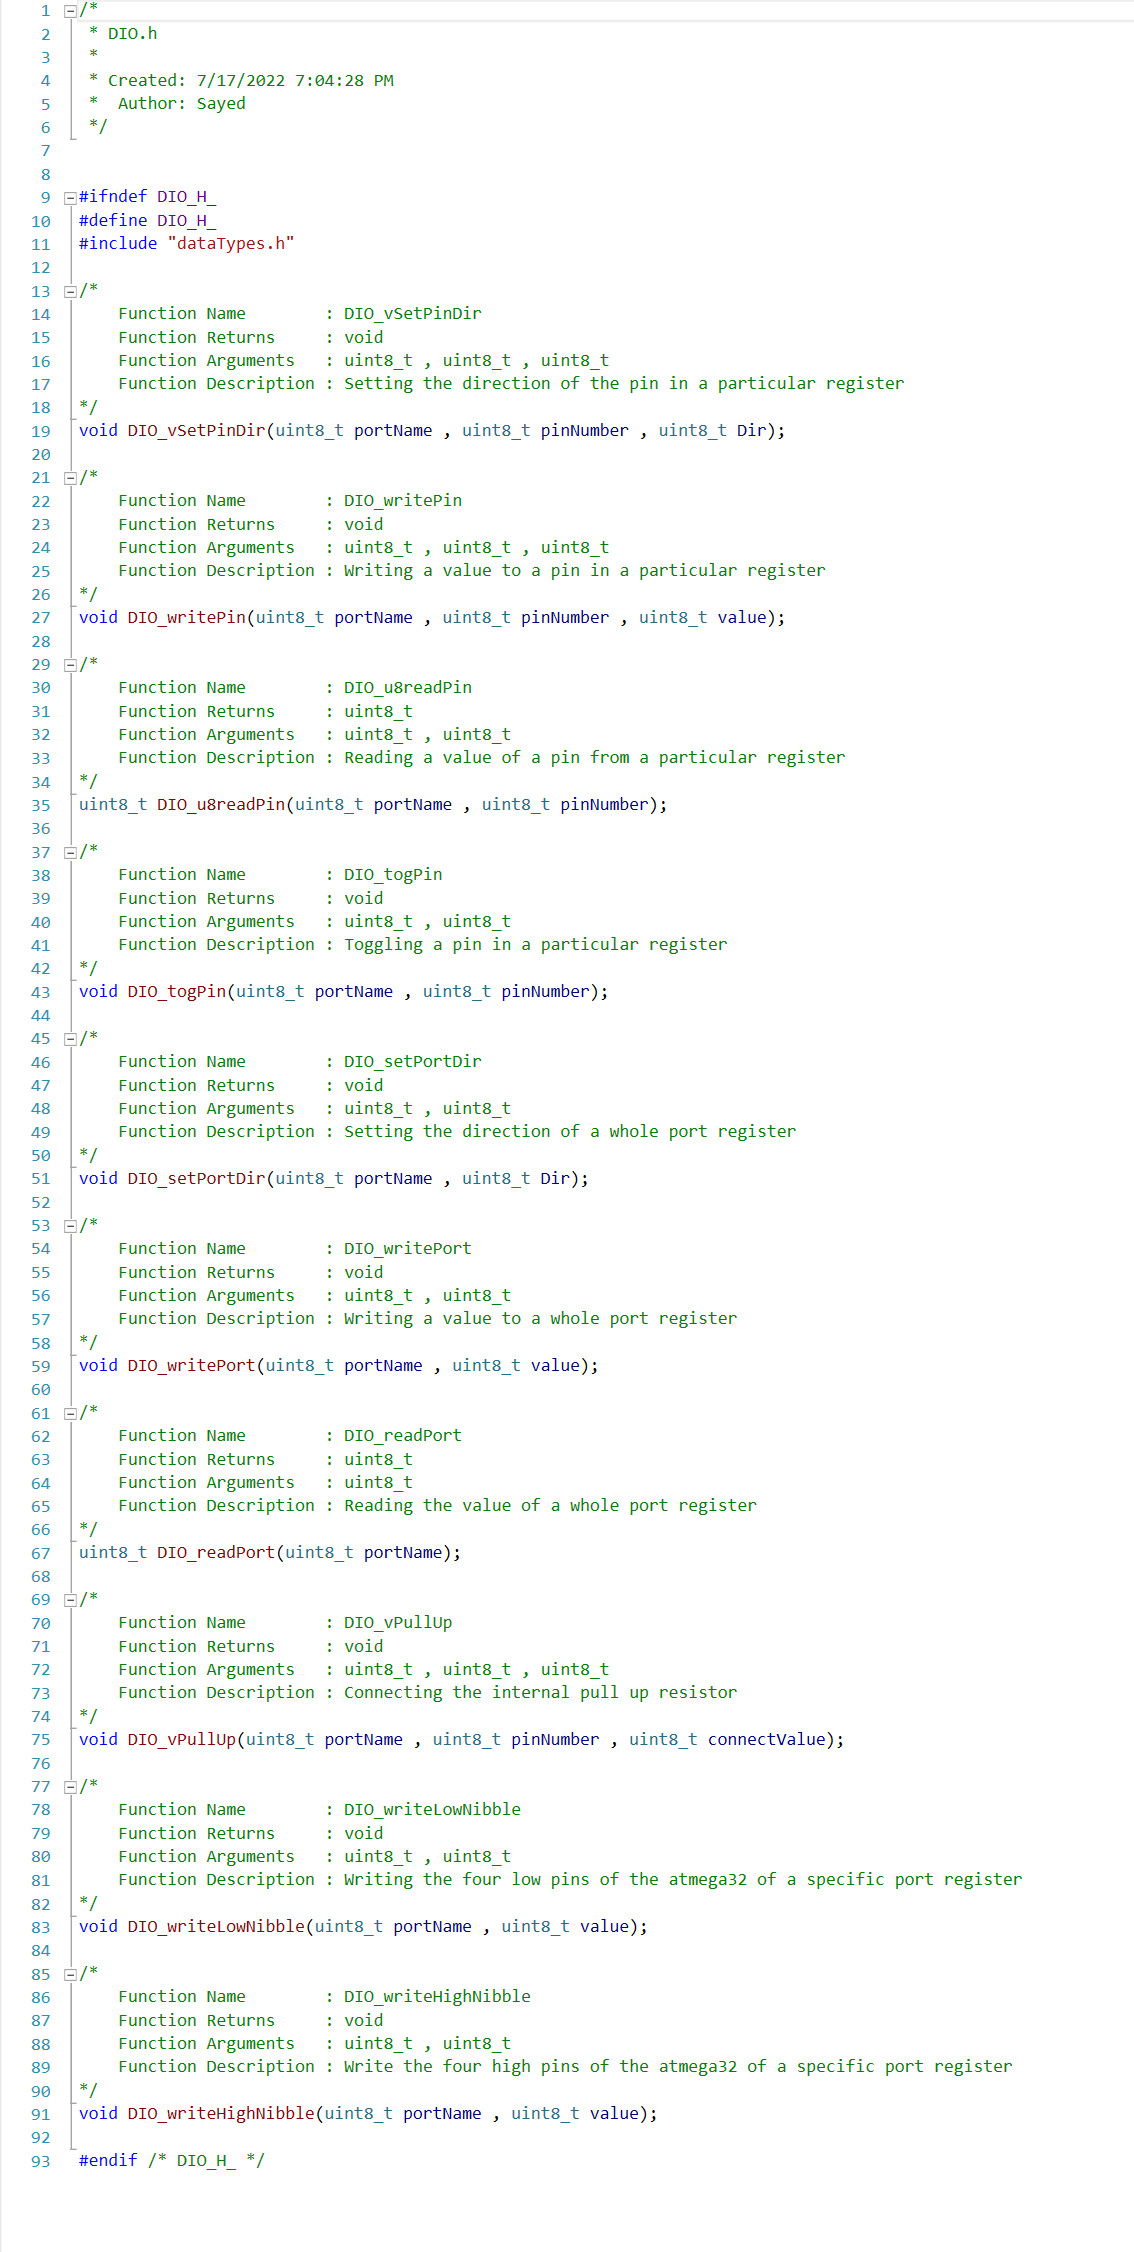 1 /*
2  * DIO.h
3  *
4  * Created: 7/17/2022 7:04:28 PM
5  *  Author: Sayed
6  */
7
8
9 #ifndef DIO_H_
10 #define DIO_H_
11 #include "dataTypes.h"
12
13 /*
14     Function Name        : DIO_vSetPinDir
15     Function Returns     : void
16     Function Arguments   : uint8_t , uint8_t , uint8_t
17     Function Description : Setting the direction of the pin in a particular register
18 */
19 void DIO_vSetPinDir(uint8_t portName , uint8_t pinNumber , uint8_t Dir);
20
21 /*
22     Function Name        : DIO_writePin
23     Function Returns     : void
24     Function Arguments   : uint8_t , uint8_t , uint8_t
25     Function Description : Writing a value to a pin in a particular register
26 */
27 void DIO_writePin(uint8_t portName , uint8_t pinNumber , uint8_t value);
28
29 /*
30     Function Name        : DIO_u8readPin
31     Function Returns     : uint8_t
32     Function Arguments   : uint8_t , uint8_t
33     Function Description : Reading a value of a pin from a particular register
34 */
35 uint8_t DIO_u8readPin(uint8_t portName , uint8_t pinNumber);
36
37 /*
38     Function Name        : DIO_togPin
39     Function Returns     : void
40     Function Arguments   : uint8_t , uint8_t
41     Function Description : Toggling a pin in a particular register
42 */
43 void DIO_togPin(uint8_t portName , uint8_t pinNumber);
44
45 /*
46     Function Name        : DIO_setPortDir
47     Function Returns     : void
48     Function Arguments   : uint8_t , uint8_t
49     Function Description : Setting the direction of a whole port register
50 */
51 void DIO_setPortDir(uint8_t portName , uint8_t Dir);
52
53 /*
54     Function Name        : DIO_writePort
55     Function Returns     : void
56     Function Arguments   : uint8_t , uint8_t
57     Function Description : Writing a value to a whole port register
58 */
59 void DIO_writePort(uint8_t portName , uint8_t value);
60
61 /*
62     Function Name        : DIO_readPort
63     Function Returns     : uint8_t
64     Function Arguments   : uint8_t
65     Function Description : Reading the value of a whole port register
66 */
67 uint8_t DIO_readPort(uint8_t portName);
68
69 /*
70     Function Name        : DIO_vPullUp
71     Function Returns     : void
72     Function Arguments   : uint8_t , uint8_t , uint8_t
73     Function Description : Connecting the internal pull up resistor
74 */
75 void DIO_vPullUp(uint8_t portName , uint8_t pinNumber , uint8_t connectValue);
76
77 /*
78     Function Name        : DIO_writeLowNibble
79     Function Returns     : void
80     Function Arguments   : uint8_t , uint8_t
81     Function Description : Writing the four low pins of the atmega32 of a specific port register
82 */
83 void DIO_writeLowNibble(uint8_t portName , uint8_t value);
84
85 /*
86     Function Name        : DIO_writeHighNibble
87     Function Returns     : void
88     Function Arguments   : uint8_t , uint8_t
89     Function Description : Write the four high pins of the atmega32 of a specific port register
90 */
91 void DIO_writeHighNibble(uint8_t portName , uint8_t value);
92
93 #endif /* DIO_H_ */